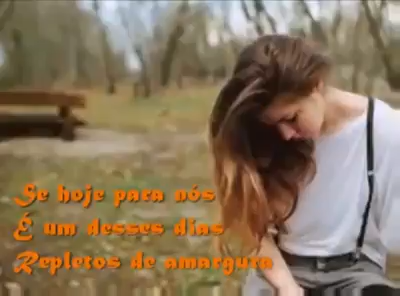 Se hoje para nós
É um desses dias
Repletos de amargura